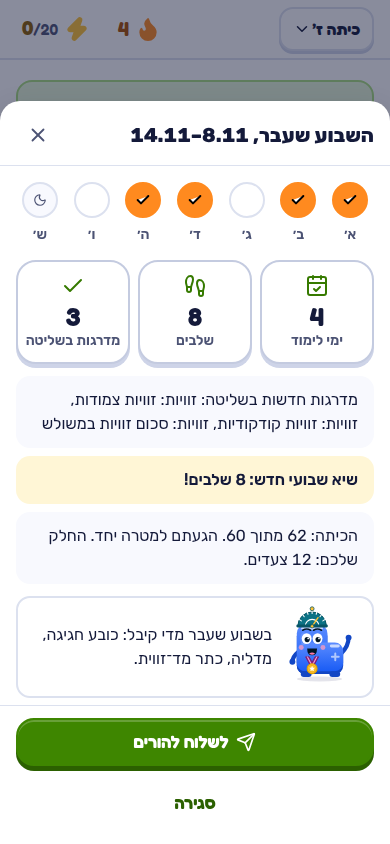 כיתה ז׳
4
0/20
השבוע שעבר, 8.11–14.11
א׳ ב׳ ג׳ ד׳ ה׳ ו׳ ש׳
4 8 3
ימי לימוד שלבים מדרגות בשליטה
מדרגות חדשות בשליטה: זוויות: זוויות צמודות,
זוויות: זוויות קודקודיות, זוויות: סכום זוויות במשולש
שיא שבועי חדש: 8 שלבים!
הכיתה: 62 מתוך 60. הגעתם למטרה יחד. החלק
שלכם: 12 צעדים.
בשבוע שעבר מדי קיבל: כובע חגיגה,
מדליה, כתר מד־זווית.
לשלוח להורים
סגירה